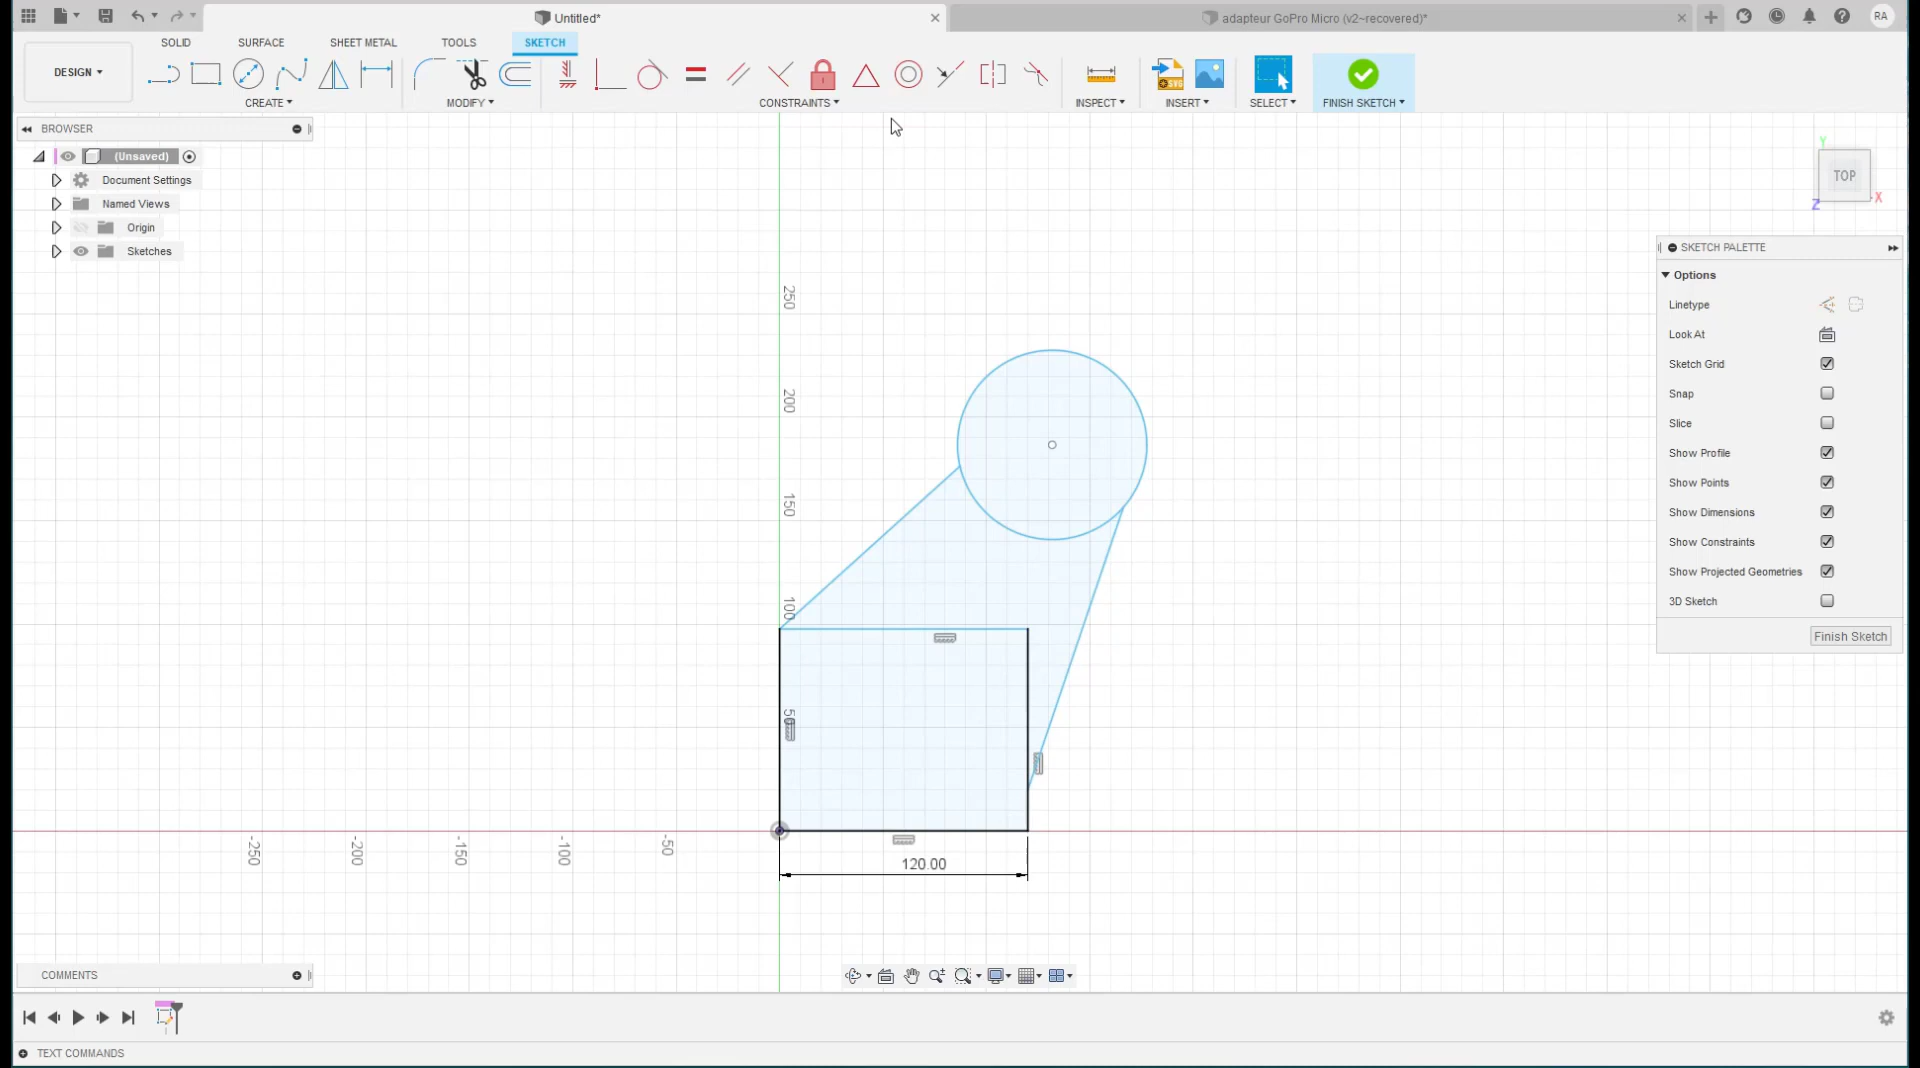 Untitled*
adapteur GoPro Micro (v2~recovered)*
RA
SOLID
SURFACE
SHEET METAL
TOOLS
SKETCH
DESIGN
CREATE
MODIFY
CONSTRAINTS
INSPECT
INSERT
SELECT
FINISH SKETCH
BROWSER
(Unsaved)
Document Settings
Named Views
Origin
Sketches
Y
TOP
X
Z
SKETCH PALETTE
Options
Linetype
Look At
Sketch Grid
Snap
Slice
Show Profile
Show Points
Show Dimensions
Show Constraints
Show Projected Geometries
3D Sketch
Finish Sketch
250
200
150
100
50
-250
-200
-150
-100
-50
120.00
COMMENTS
TEXT COMMANDS